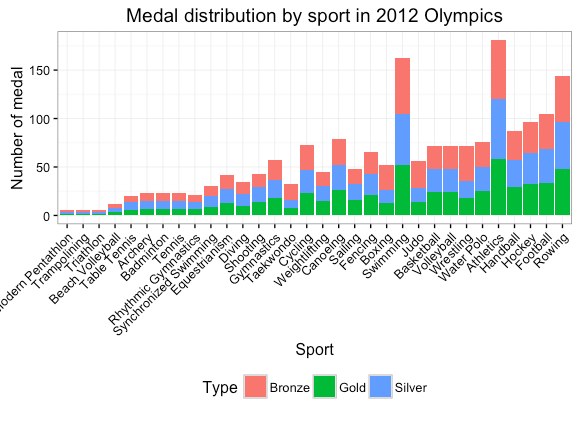 Medal distribution by sport in 2012 Olympics
Number of medal
150
100
50
0
odern Pentathlon
Trampolining
Triathlon
Beach Volleyball
Table Tennis
Archery
Badminton
Tennis
Rhythmic Gymnastics
Synchronized Swimming
Equestrianism
Diving
Shooting
Gymnastics
Taekwondo
Cycling
Weightlifting
Canoeing
Sailing
Fencing
Boxing
Swimming
Judo
Basketball
Volleyball
Wrestling
Water Polo
Athletics
Handball
Hockey
Football
Rowing
Sport
Type Bronze Gold Silver